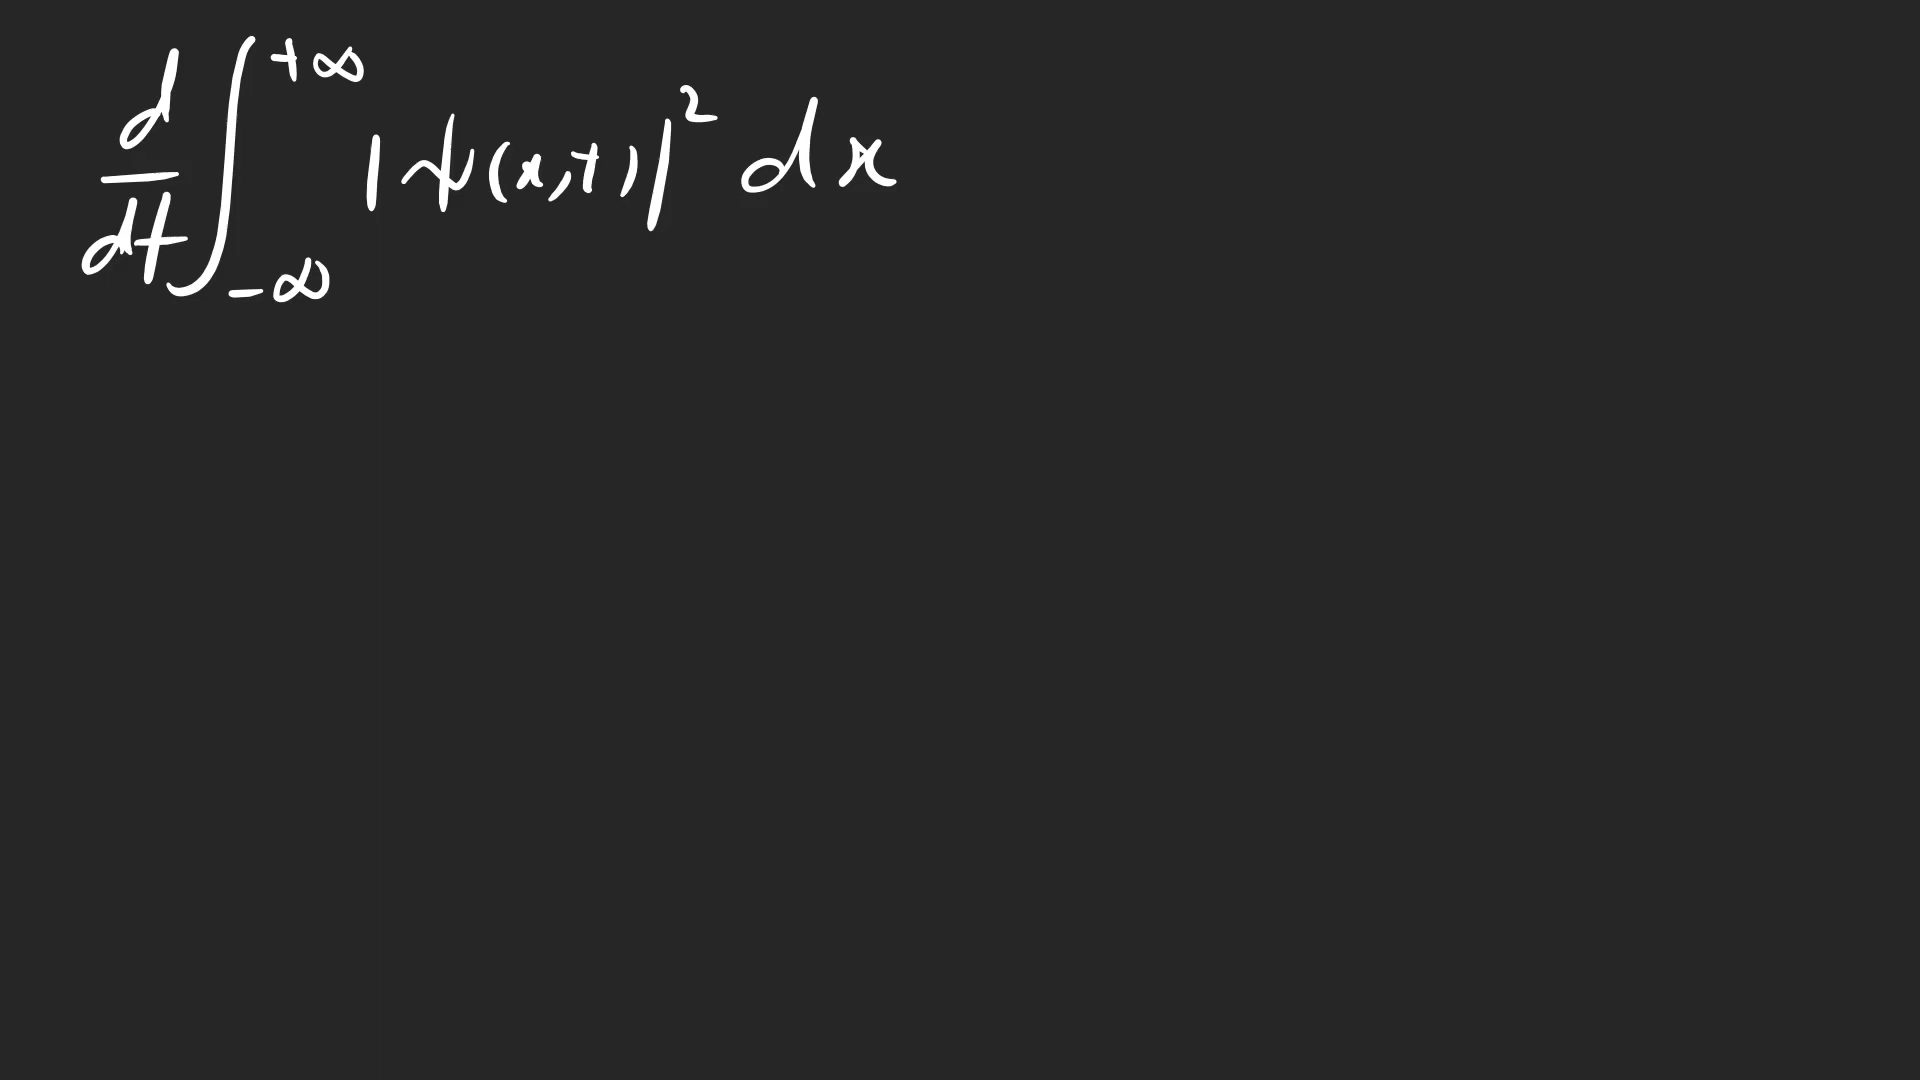 d/dt ∫_{-∞}^{+∞} |ψ(x,t)|² dx